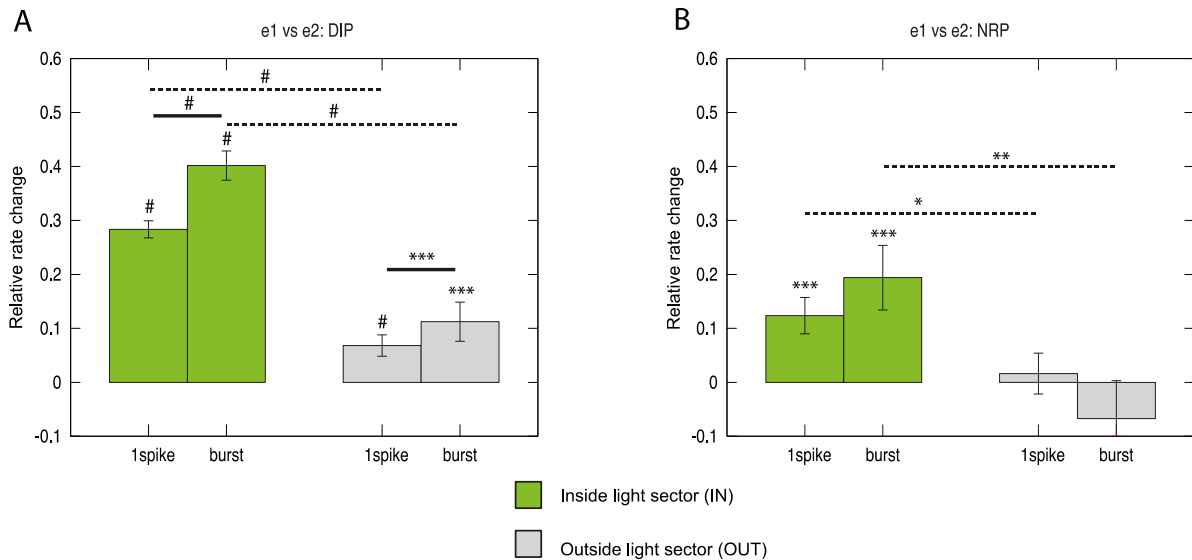 A
e1 vs e2: DIP
Relative rate change
0.6
0.5
0.4
0.3
0.2
0.1
0
-0.1
#
#
#
#
#
***
#
***
1spike
burst
1spike
burst
B
e1 vs e2: NRP
Relative rate change
0.6
0.5
0.4
0.3
0.2
0.1
0
-0.1
**
*
***
***
1spike
burst
1spike
burst
Inside light sector (IN)
Outside light sector (OUT)